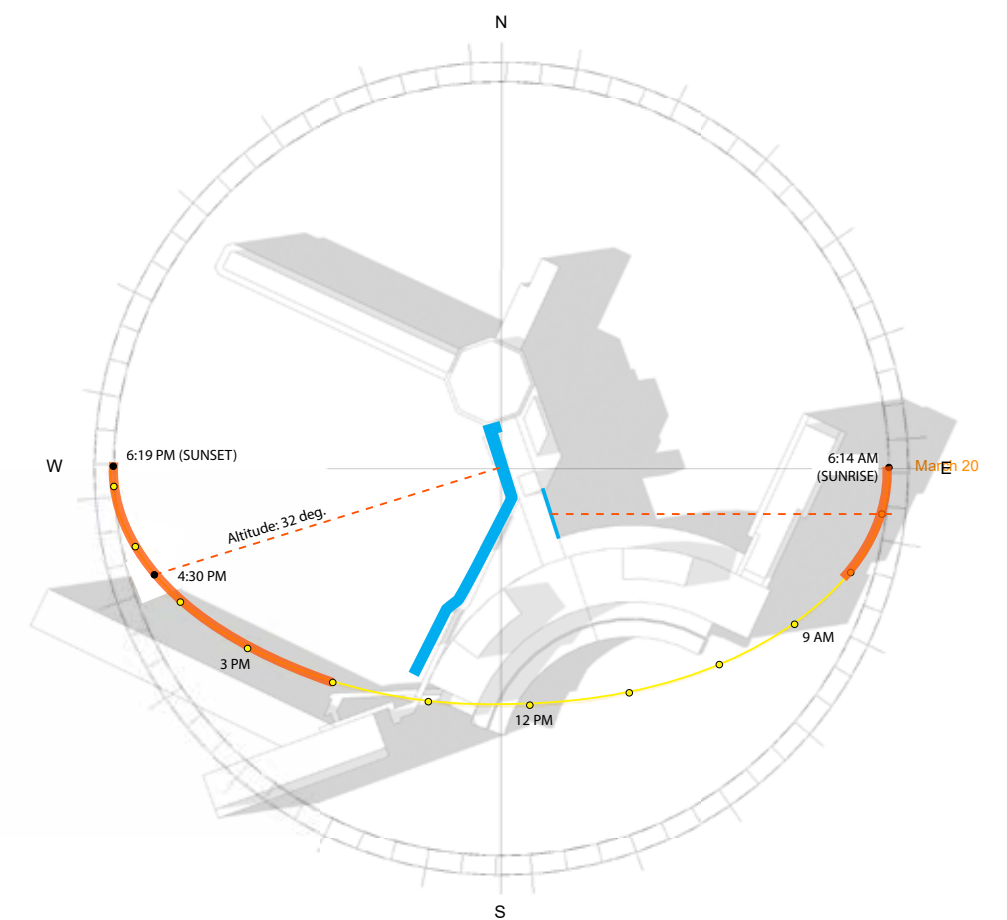 N
6:19 PM (SUNSET)
W
6:14 AM
(SUNRISE)
March 20
E
Altitude: 32 deg.
4:30 PM
9 AM
3 PM
12 PM
S